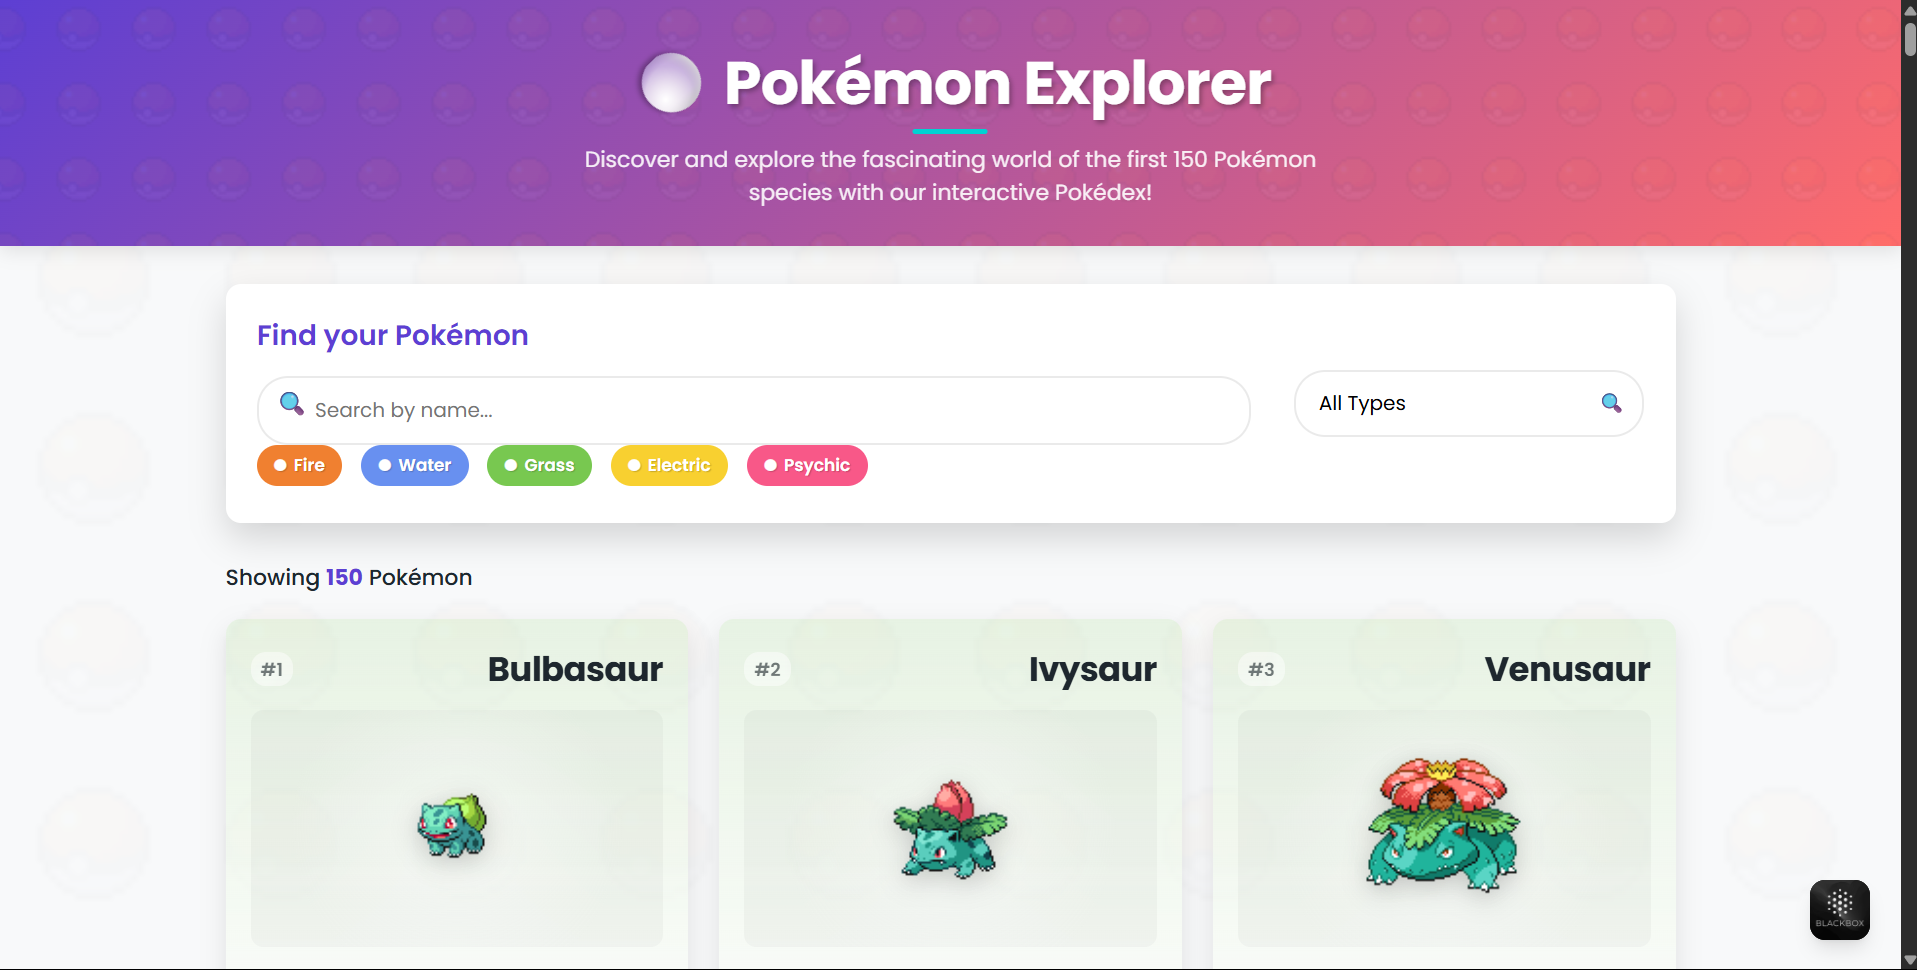 Pokémon Explorer
Discover and explore the fascinating world of the first 150 Pokémon
species with our interactive Pokédex!
Find your Pokémon
Search by name...
All Types
Fire
Water
Grass
Electric
Psychic
Showing 150 Pokémon
#1
Bulbasaur
#2
Ivysaur
#3
Venusaur
BLACKBOX